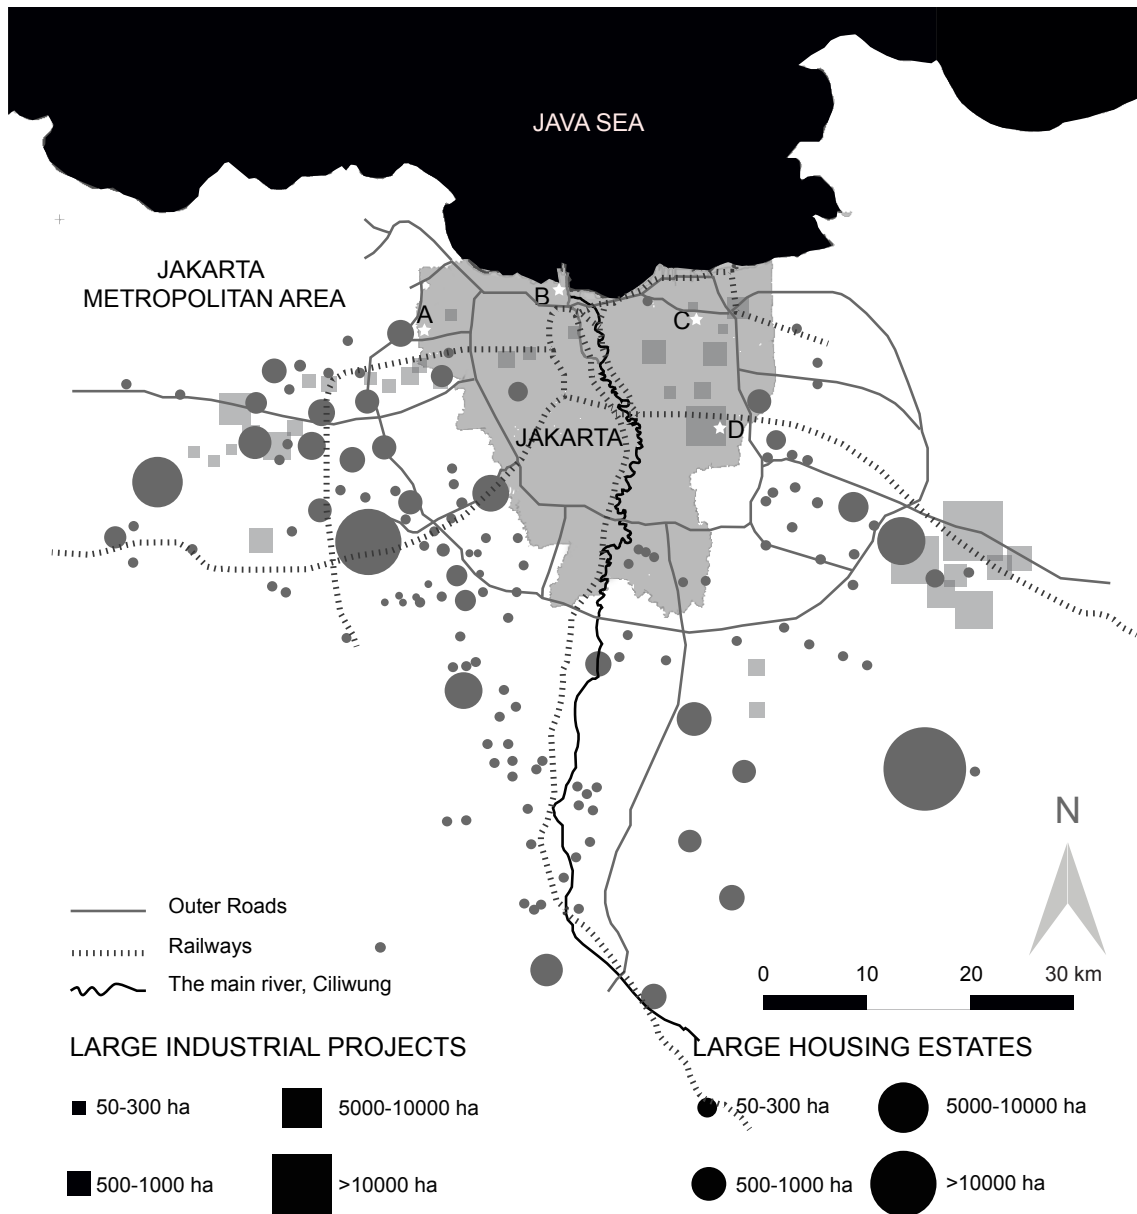 JAVA SEA
JAKARTA
METROPOLITAN AREA
A
B
C
D
JAKARTA
N
Outer Roads
Railways
The main river, Ciliwung
0 10 20 30 km
LARGE INDUSTRIAL PROJECTS
50-300 ha
5000-10000 ha
500-1000 ha
>10000 ha
LARGE HOUSING ESTATES
50-300 ha
5000-10000 ha
500-1000 ha
>10000 ha